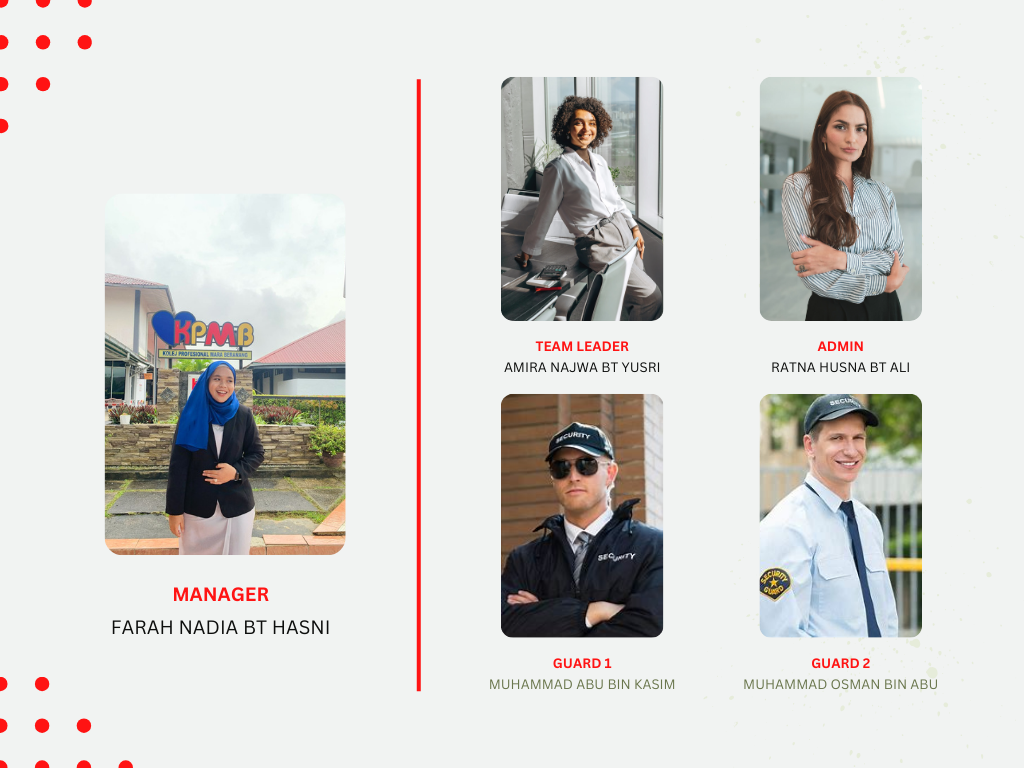 KPMB
KOLEJ PROFESIONAL MARA BERANANG
MANAGER
FARAH NADIA BT HASNI
TEAM LEADER
AMIRA NAJWA BT YUSRI
ADMIN
RATNA HUSNA BT ALI
SECURITY
SECURITY
GUARD 1
MUHAMMAD ABU BIN KASIM
SECURITY
SECURITY
GUARD
GUARD 2
MUHAMMAD OSMAN BIN ABU